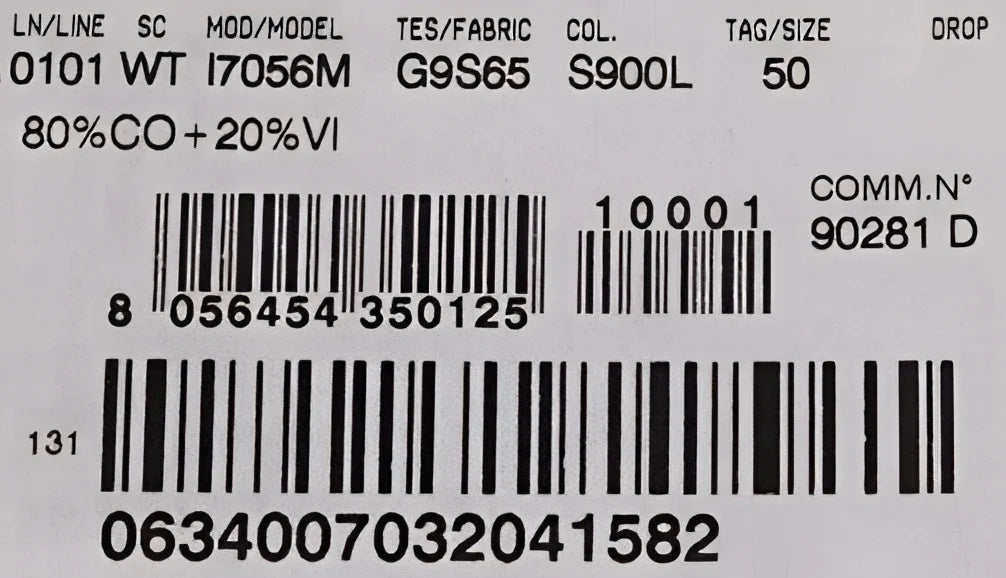 LN/LINE SC MOD/MODEL TES/FABRIC COL. TAG/SIZE DROP
0101 WT I7056M G9S65 S900L 50
80%CO+20%VI
COMM.N°
90281 D
10001
8 056454 350125
131
0634007032041582